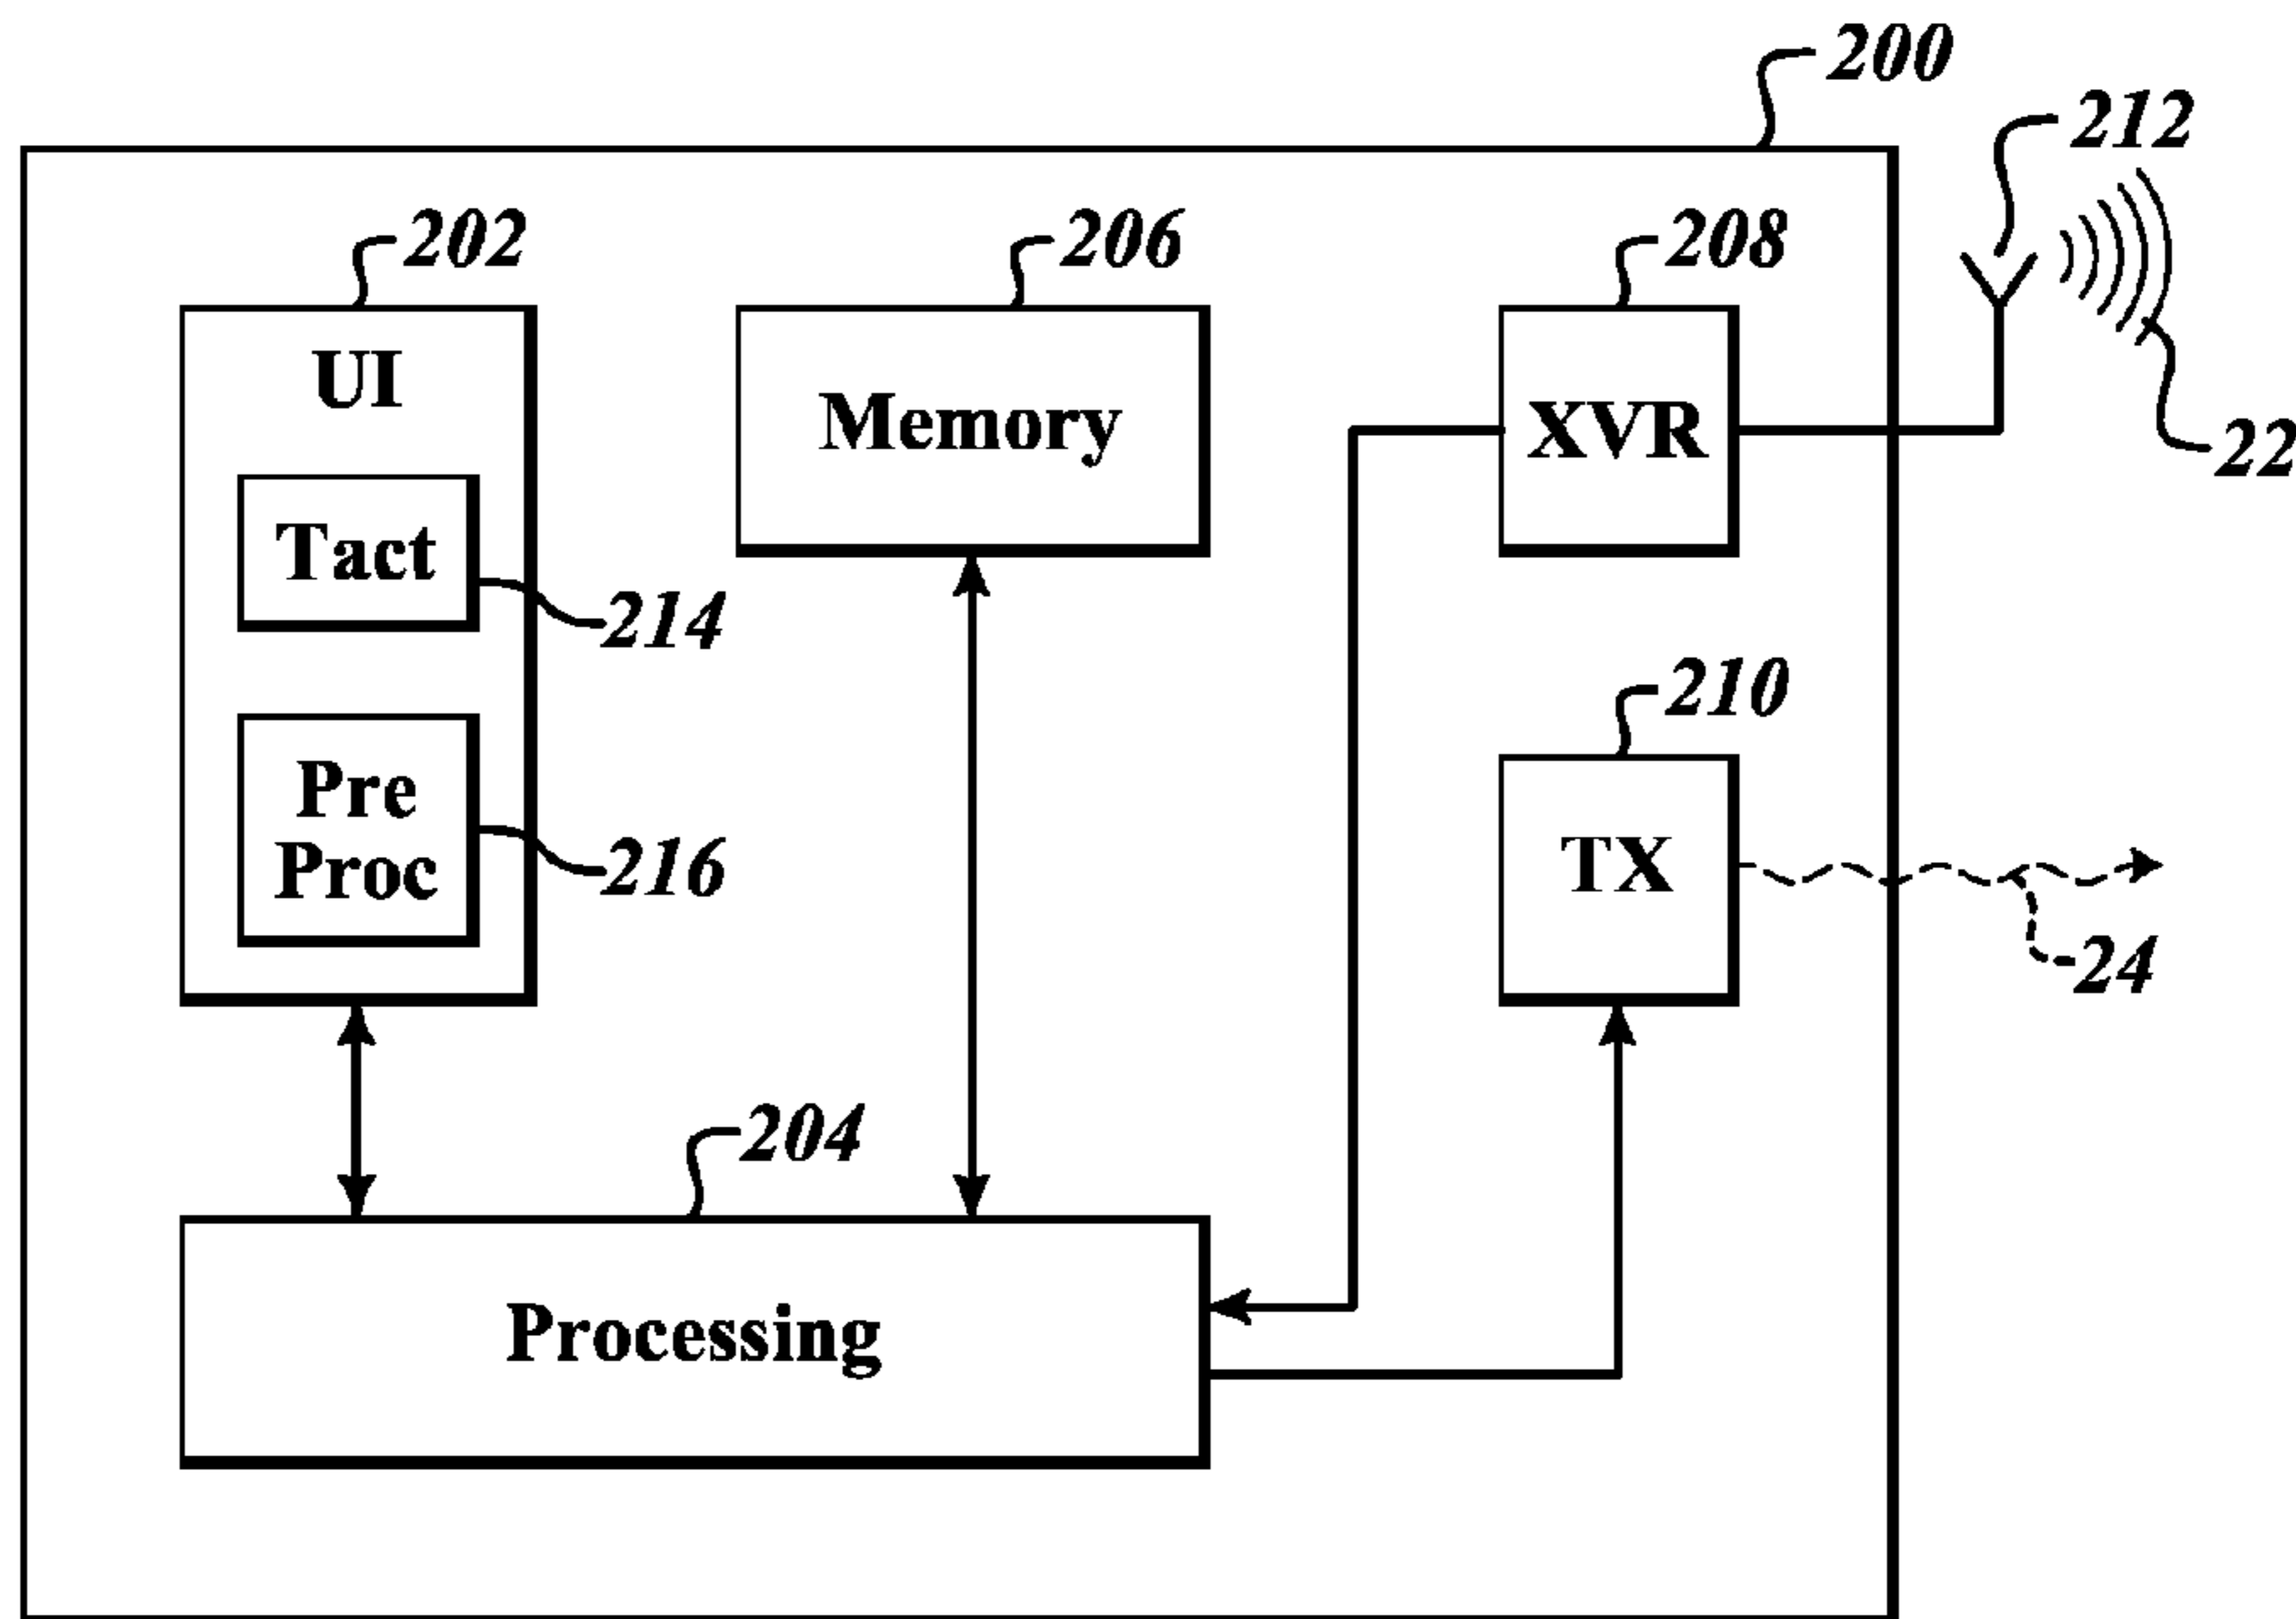 200
212
202
206
208
UI
Memory
XVR
22
Tact
214
210
Pre
Proc
216
TX
24
204
Processing